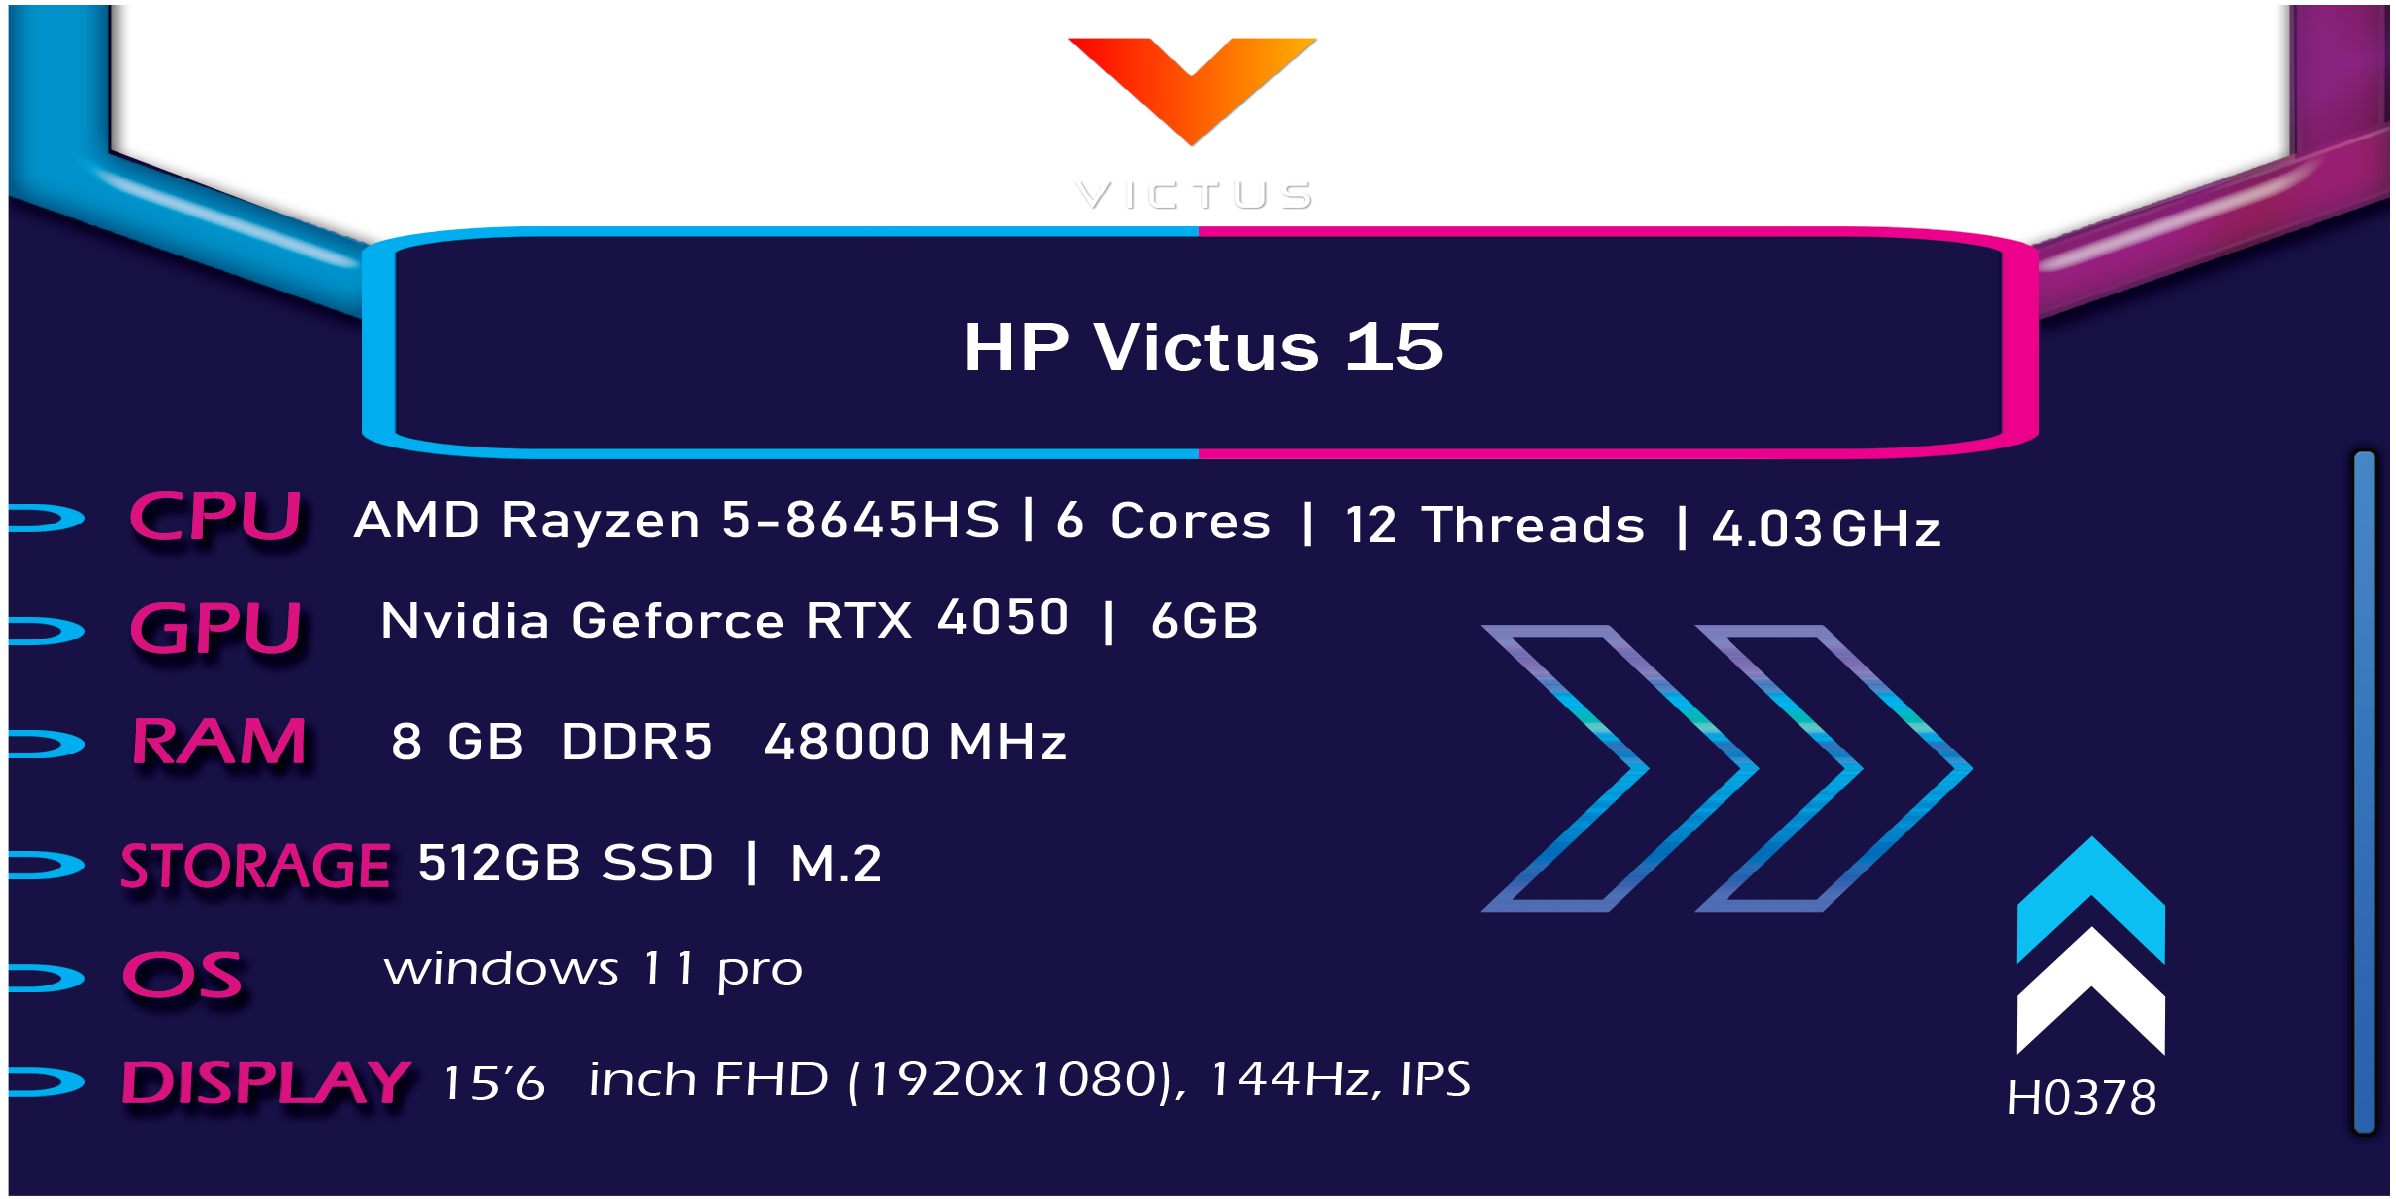 VICTUS
HP Victus 15
CPU AMD Rayzen 5-8645HS | 6 Cores | 12 Threads | 4.03GHz
GPU Nvidia Geforce RTX 4050 | 6GB
RAM 8 GB DDR5 48000 MHz
STORAGE 512GB SSD | M.2
OS windows 11 pro
DISPLAY 15'6 inch FHD (1920x1080), 144Hz, IPS
H0378